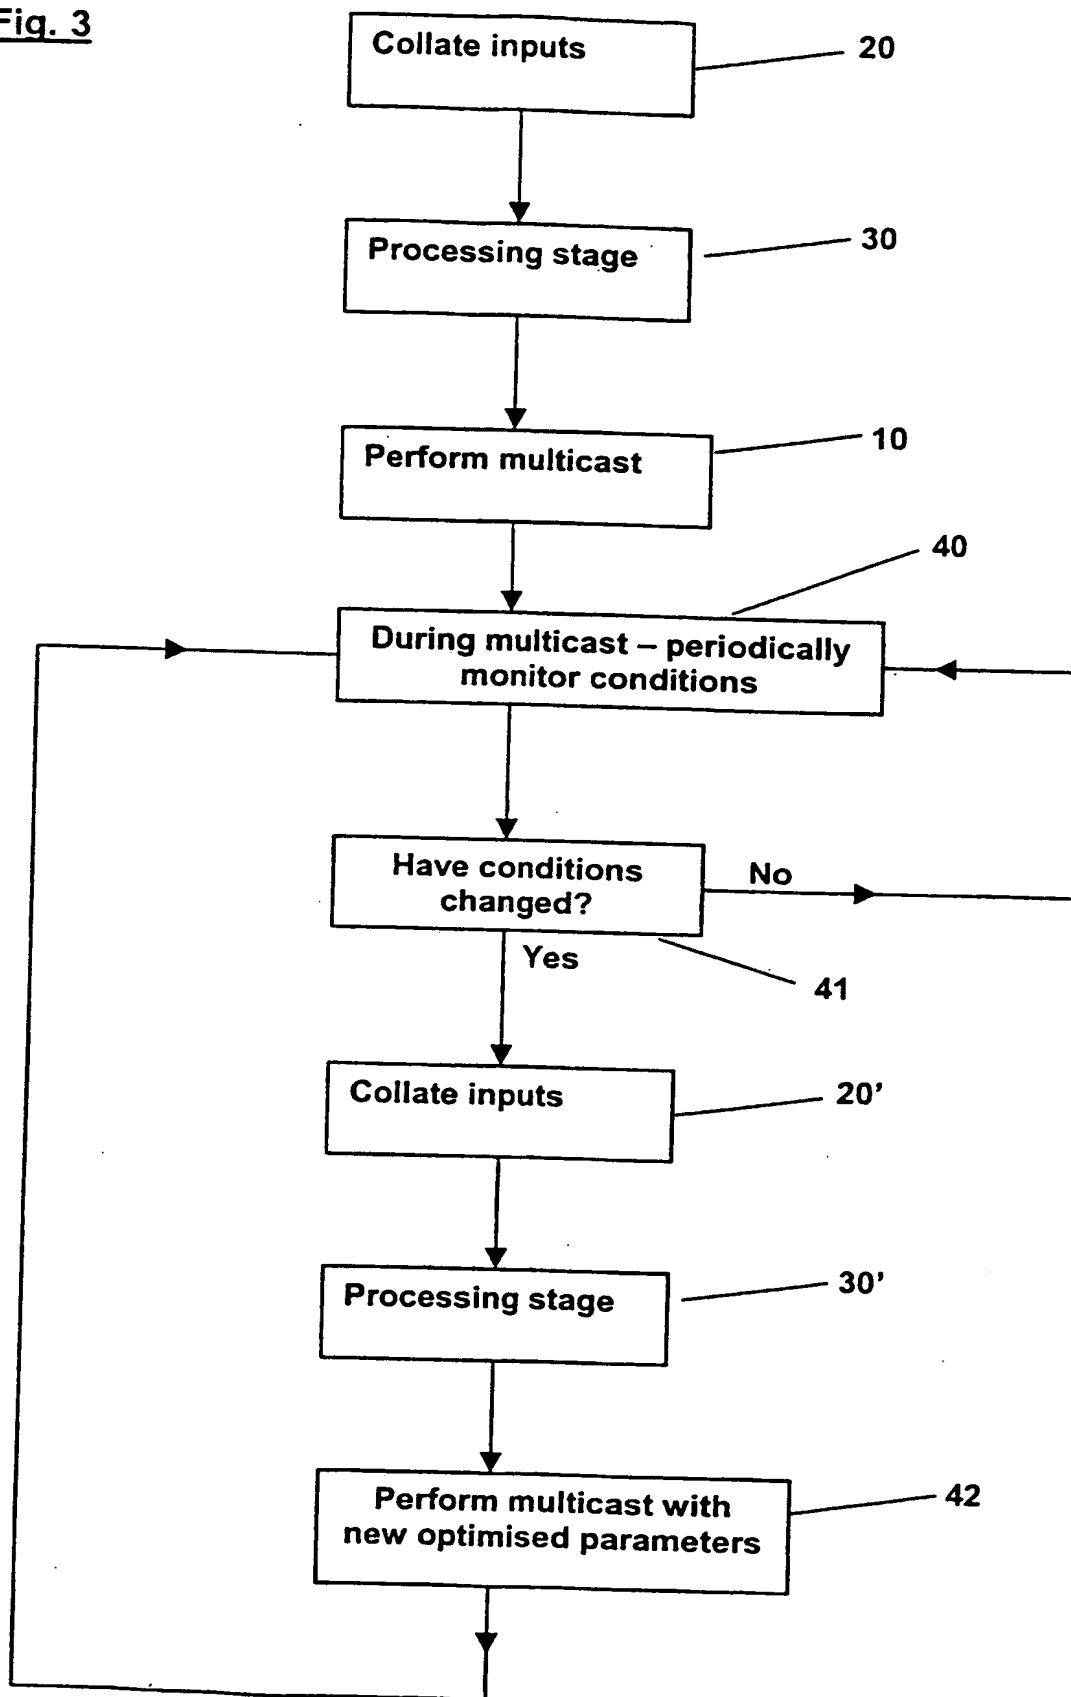 Fig. 3
Collate inputs
20
Processing stage
30
Perform multicast
10
40
During multicast – periodically
monitor conditions
Have conditions
changed?
No
Yes
41
Collate inputs
20'
Processing stage
30'
Perform multicast with
new optimised parameters
42